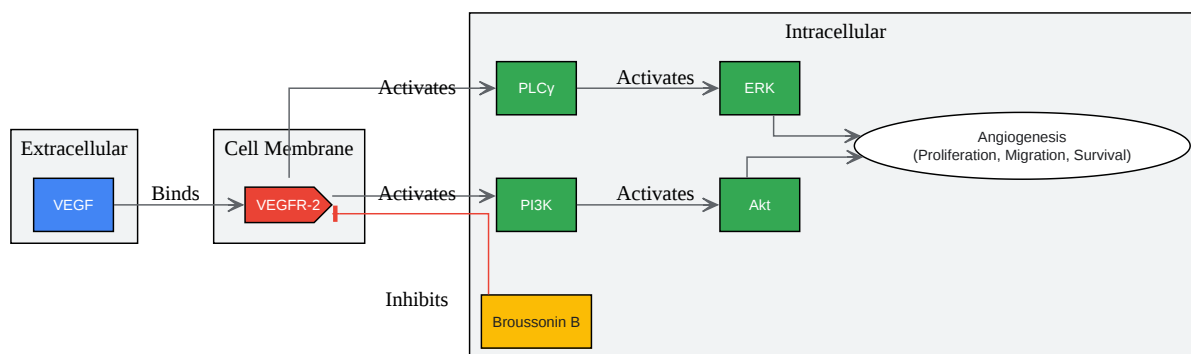 Intracellular
Activates
PLCγ
Activates
ERK
Extracellular
Cell Membrane
Angiogenesis
(Proliferation, Migration, Survival)
VEGF
Binds
VEGFR-2
Activates
PI3K
Activates
Akt
Inhibits
Broussonin B